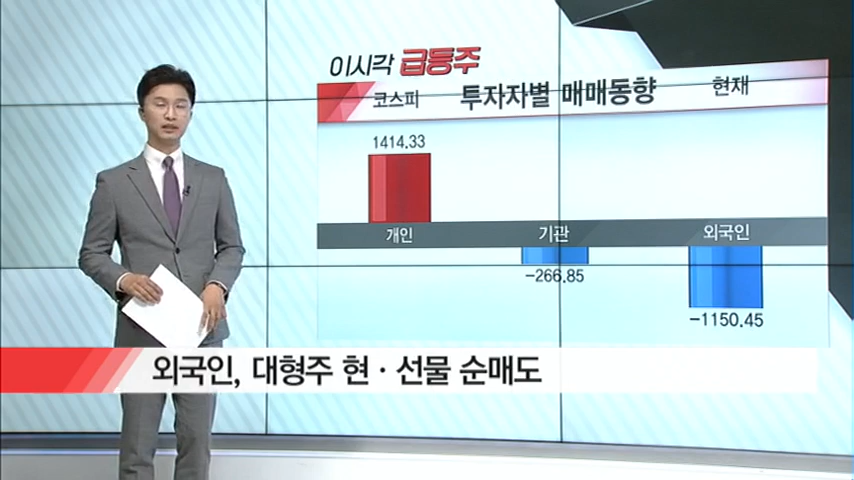 이시각 급등주
코스피 투자자별 매매동향 현재
1414.33
개인 기관 외국인
-266.85
-1150.45
외국인, 대형주 현·선물 순매도